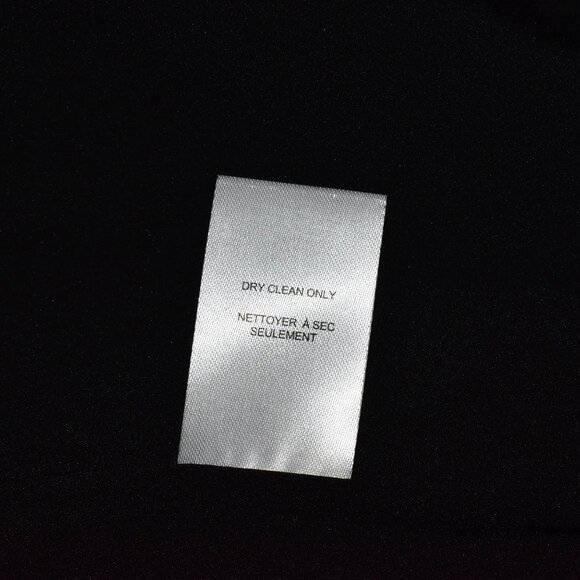 DRY CLEAN ONLY
NETTOYER À SEC
SEULEMENT